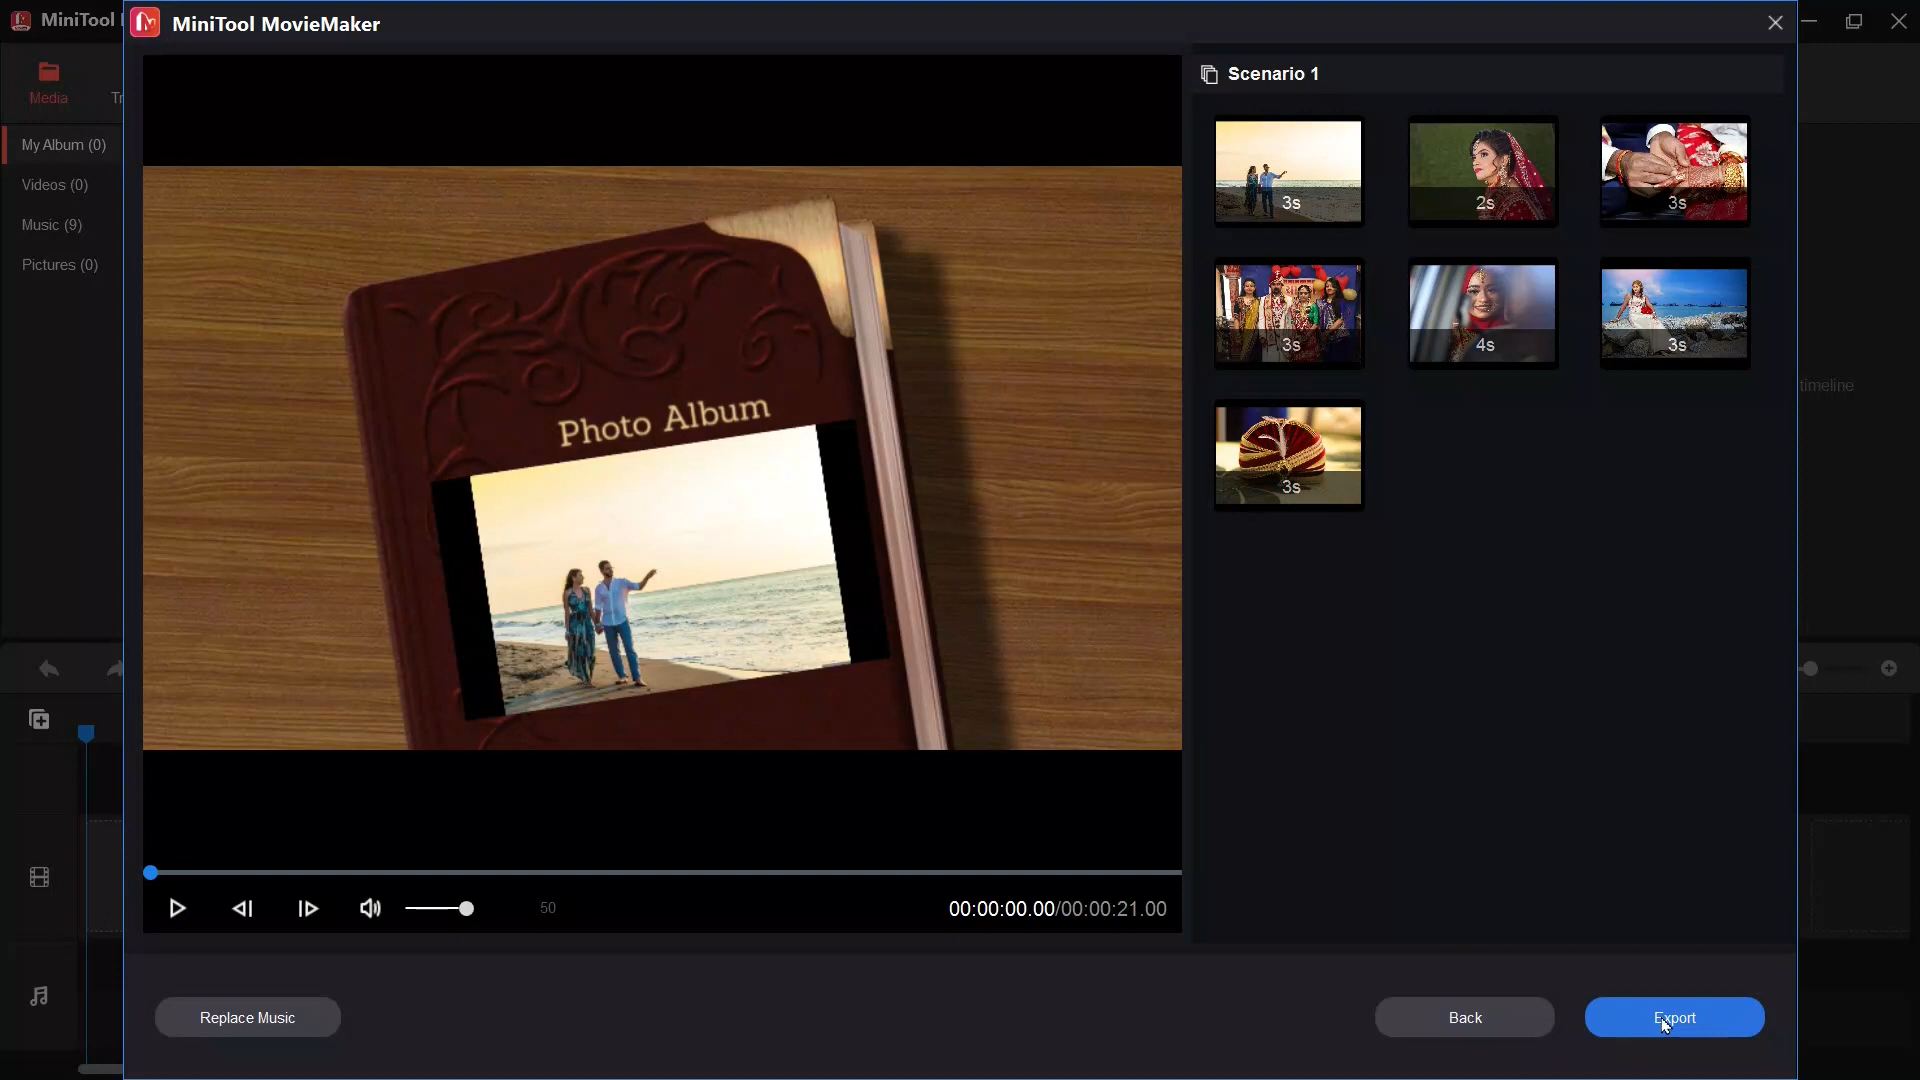 MiniTool
MiniTool MovieMaker
Media
Tr
My Album (0)
Videos (0)
Music (9)
Pictures (0)
Photo Album
Scenario 1
3s
2s
3s
3s
4s
3s
3s
timeline
50
00:00:00.00/00:00:21.00
Replace Music
Back
Export